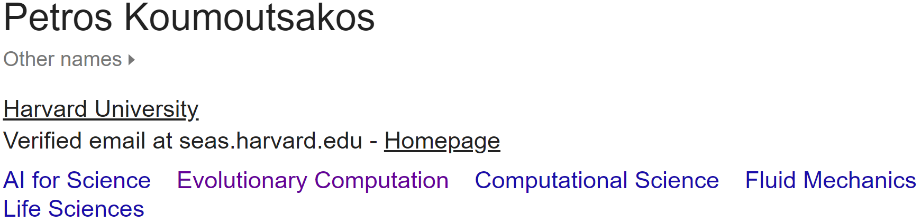 Petros Koumoutsakos
Other names
Harvard University
Verified email at seas.harvard.edu - Homepage
AI for Science Evolutionary Computation Computational Science Fluid Mechanics
Life Sciences